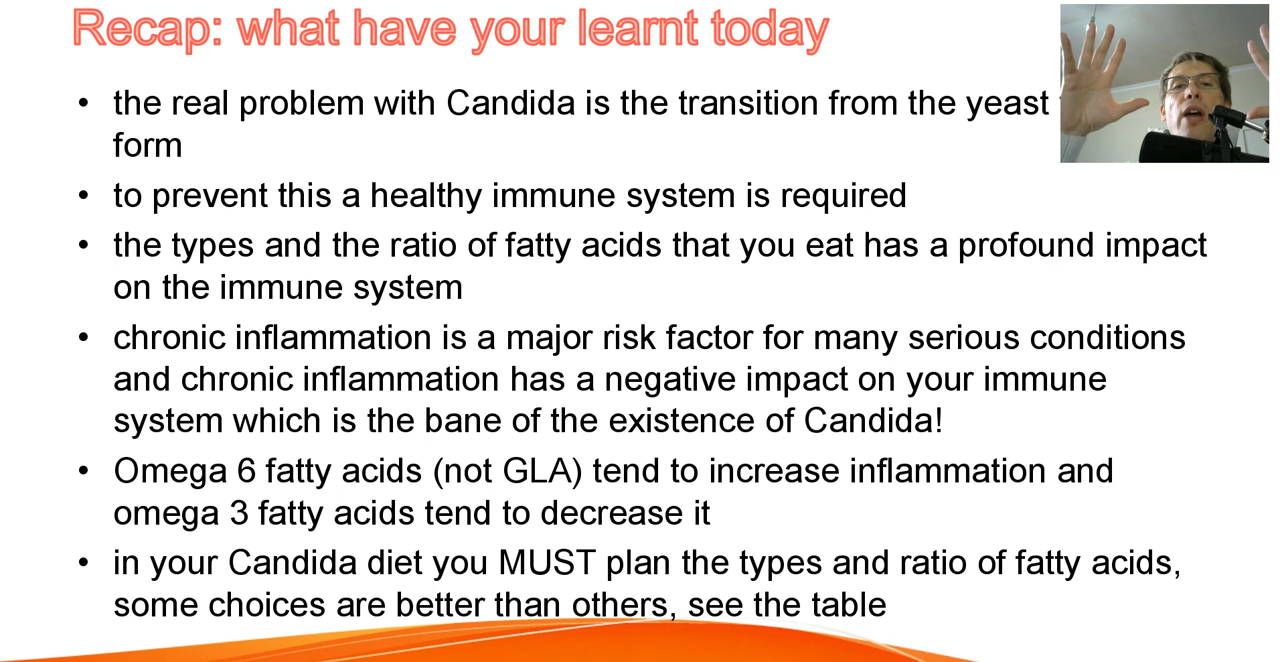 Recap: what have your learnt today
• the real problem with Candida is the transition from the yeast
form
• to prevent this a healthy immune system is required
• the types and the ratio of fatty acids that you eat has a profound impact
on the immune system
• chronic inflammation is a major risk factor for many serious conditions
and chronic inflammation has a negative impact on your immune
system which is the bane of the existence of Candida!
• Omega 6 fatty acids (not GLA) tend to increase inflammation and
omega 3 fatty acids tend to decrease it
• in your Candida diet you MUST plan the types and ratio of fatty acids,
some choices are better than others, see the table